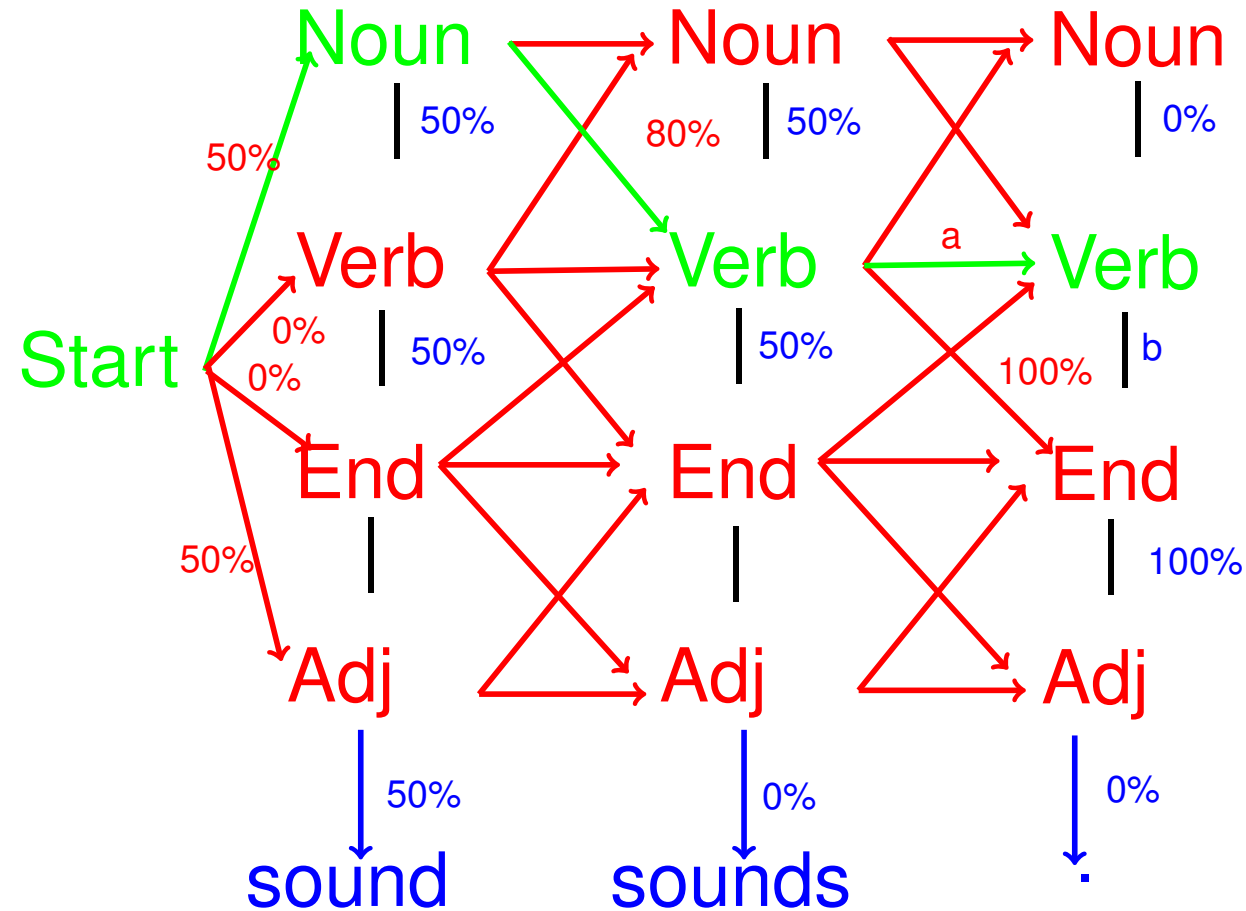 Noun Noun Noun
50% 50% 0%
50% 80%
Verb Verb a Verb
0% 50% 50% b
Start 0% 100%
End End End
50% 100%
Adj Adj Adj
50% 0% 0%
sound sounds .